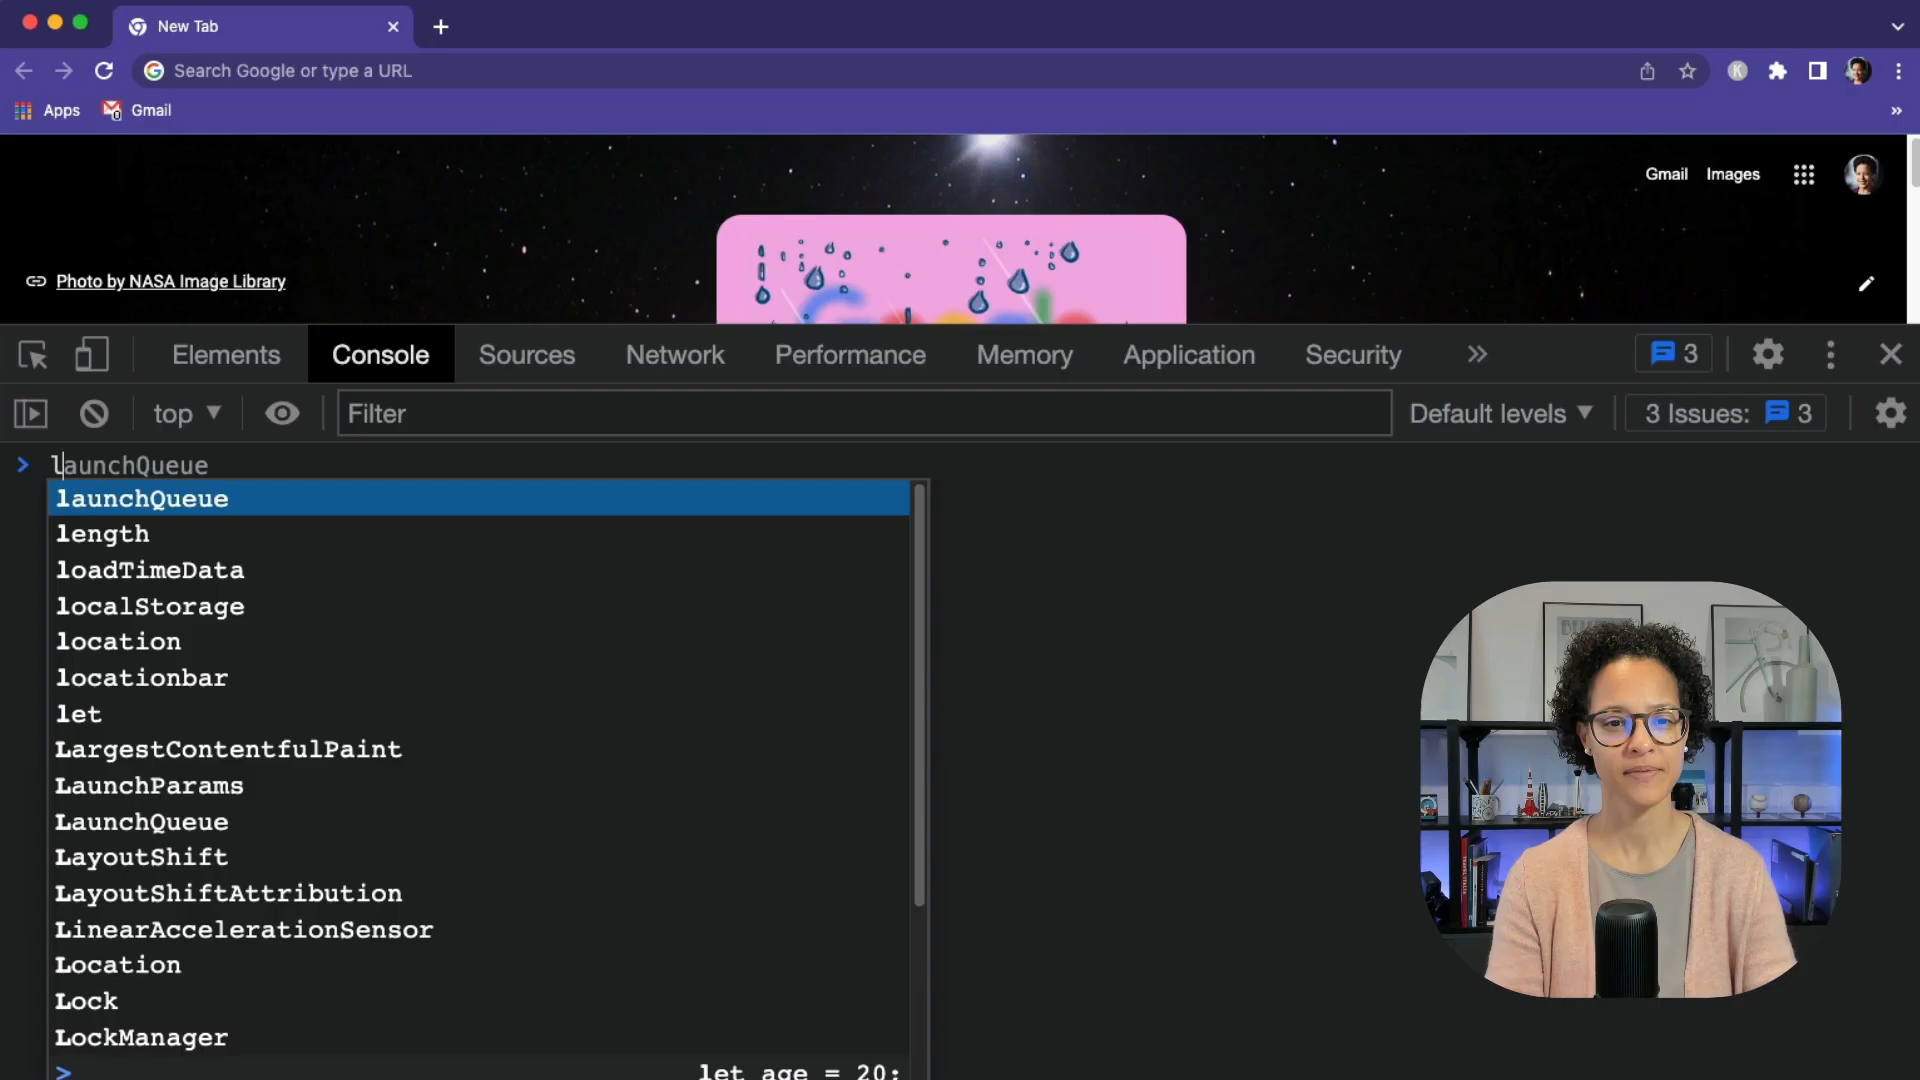 New Tab
Search Google or type a URL
K
Apps
0
Gmail
Gmail Images
Photo by NASA Image Library
Elements Console Sources Network Performance Memory Application Security 3
top Filter Default levels 3 Issues: 3
> launchQueue
launchQueue
length
loadTimeData
localStorage
location
locationbar
let
LargestContentfulPaint
LaunchParams
LaunchQueue
LayoutShift
LayoutShiftAttribution
LinearAccelerationSensor
Location
Lock
LockManager
> let age = 20;